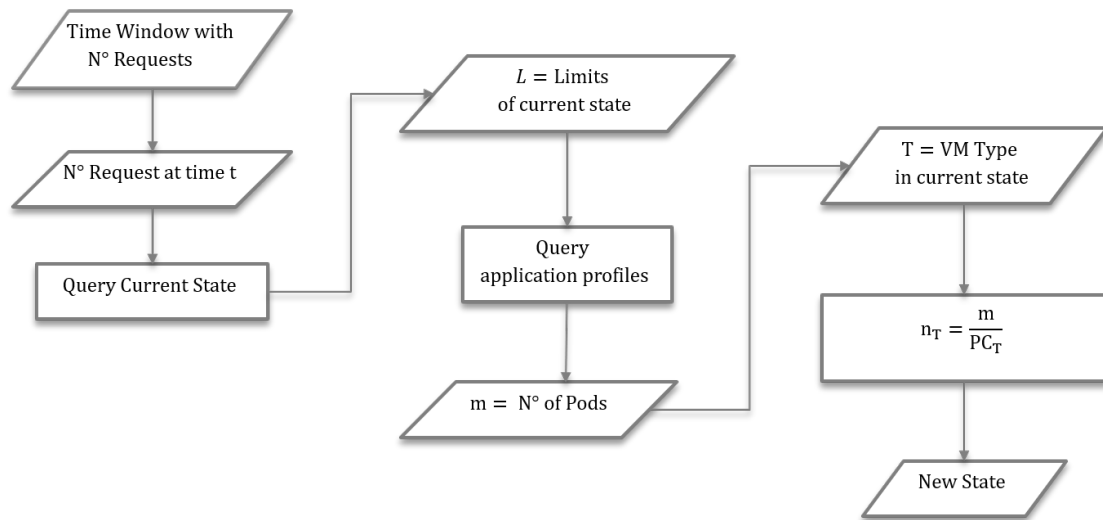 Time Window with
N° Requests
N° Request at time t
Query Current State
L = Limits
of current state
Query
application profiles
m = N° of Pods
T = VM Type
in current state
n_T = m/PC_T
New State